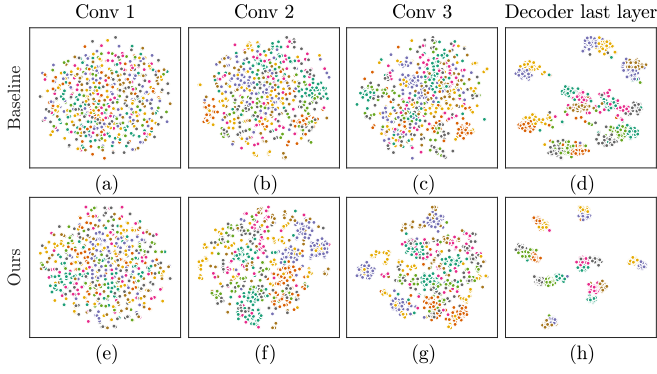 Conv 1 Conv 2 Conv 3 Decoder last layer
Baseline
(a) (b) (c) (d)
Ours
(e) (f) (g) (h)